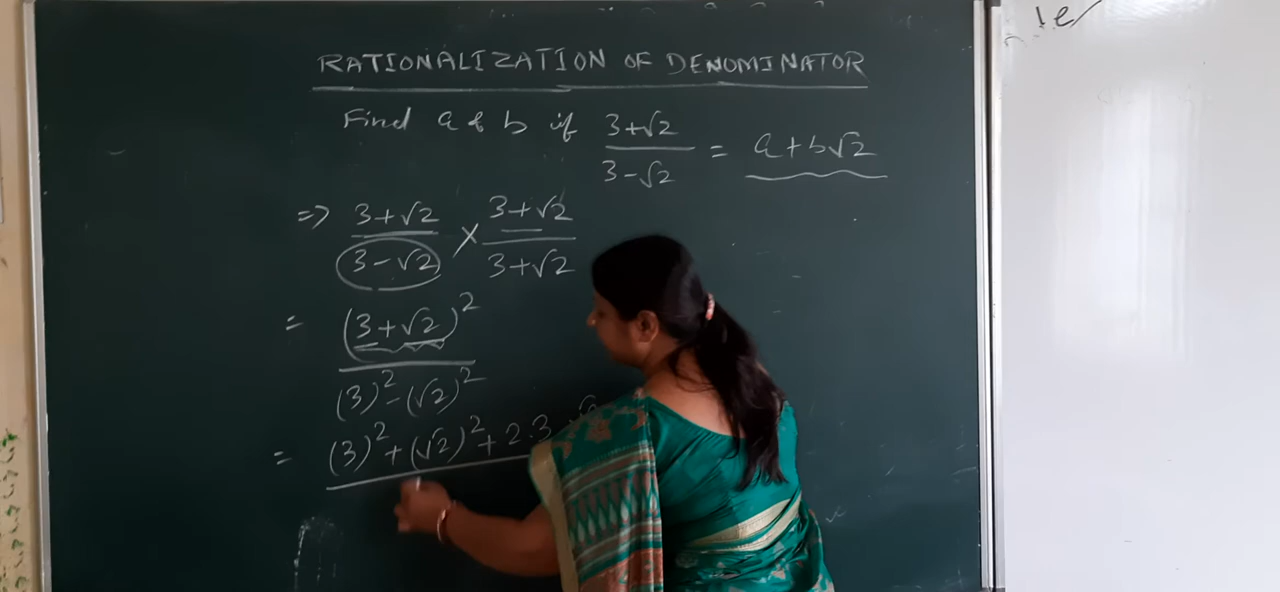 RATIONALIZATION OF DENOMINATOR
Find a & b if 3+√2 / 3-√2 = a+b√2
=> 3+√2 / 3-√2 × 3+√2 / 3+√2
= (3+√2)² / (3)² - (√2)²
= (3)² + (√2)² + 2.3